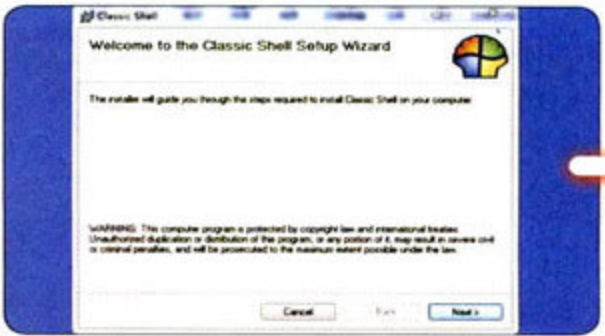 Classic Shell
Welcome to the Classic Shell Setup Wizard
The installer will guide you through the steps required to install Classic Shell on your computer.
WARNING: This computer program is protected by copyright law and international treaties.
Unauthorized duplication or distribution of this program, or any portion of it, may result in severe civil
or criminal penalties, and will be prosecuted to the maximum extent possible under the law.
Cancel
Back
Next >